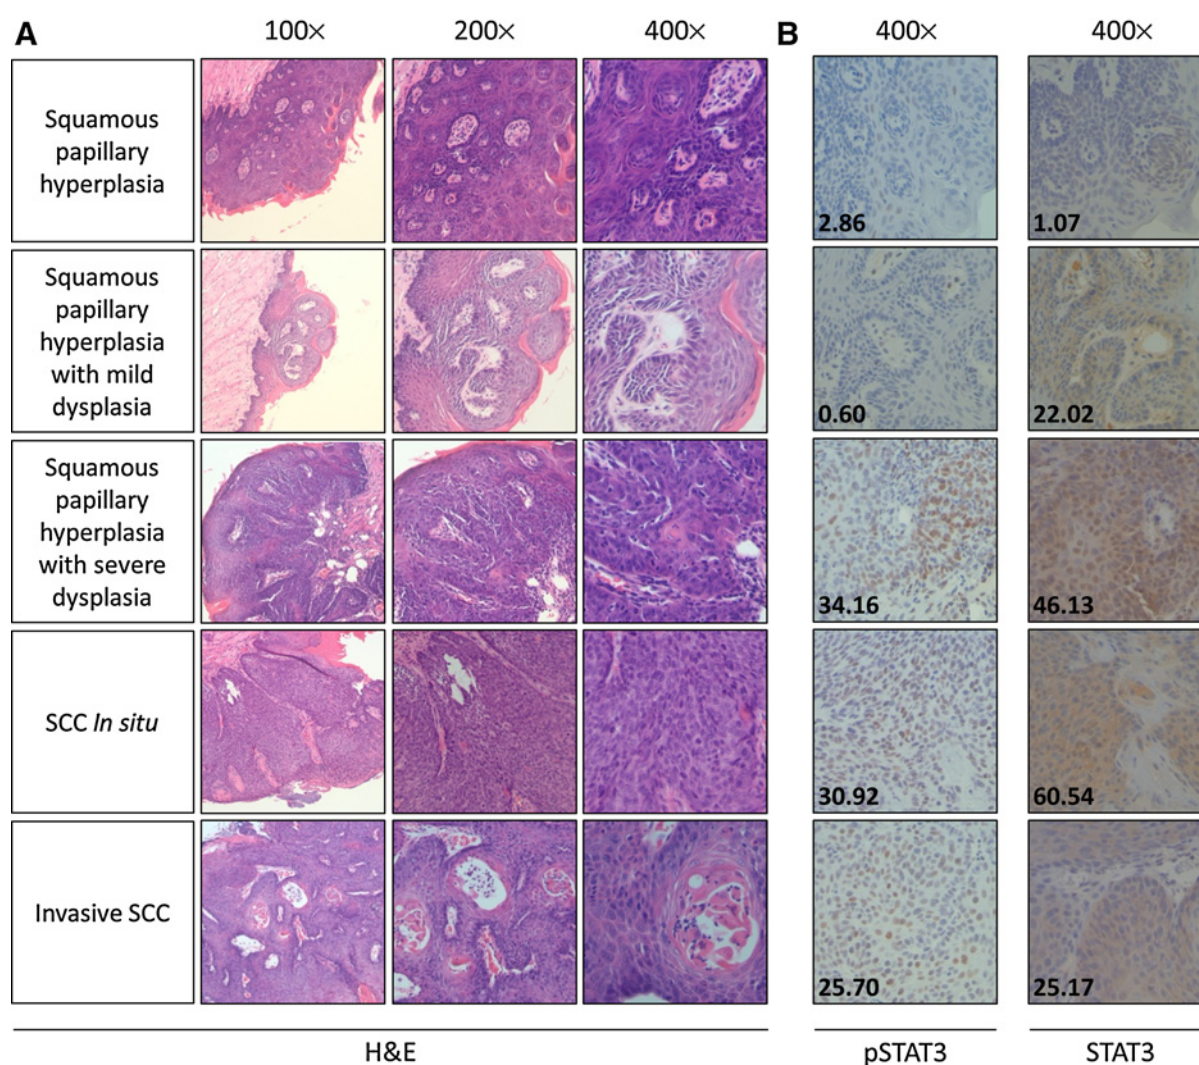 A
100×
200×
400×
B
400×
400×
Squamous
papillary
hyperplasia
2.86
1.07
Squamous
papillary
hyperplasia
with mild
dysplasia
0.60
22.02
Squamous
papillary
hyperplasia
with severe
dysplasia
34.16
46.13
SCC In situ
30.92
60.54
Invasive SCC
25.70
25.17
H&E
pSTAT3
STAT3